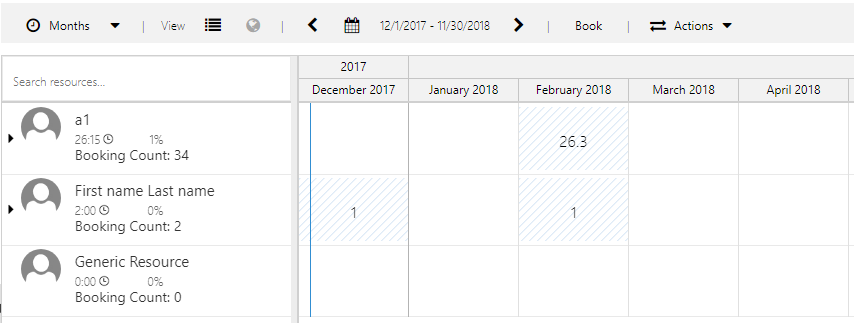 Months | View | | 12/1/2017 - 11/30/2018 | Book | Actions
Search resources...
2017
December 2017 January 2018 February 2018 March 2018 April 2018
a1
26:15 1%
Booking Count: 34
26.3
First name Last name
2:00 0%
Booking Count: 2
1 1
Generic Resource
0:00 0%
Booking Count: 0